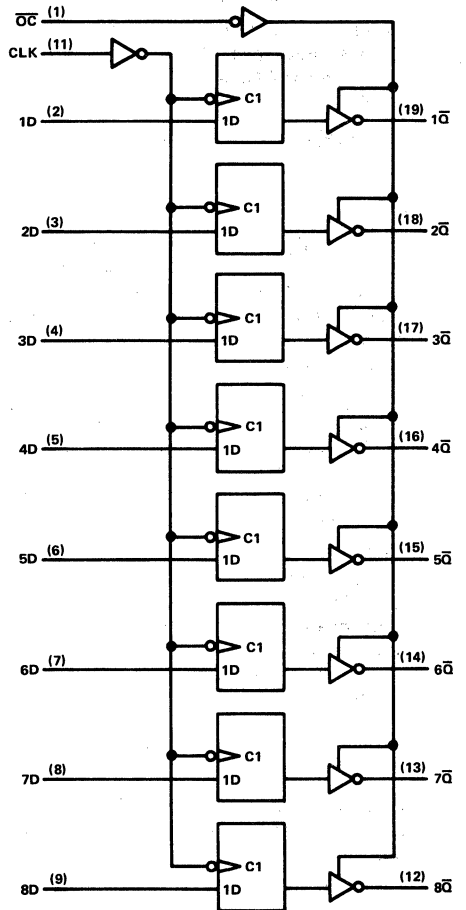 O̅C̅ (1)
CLK (11)
C1
1D (2) 1D (19) 1Q̅
C1
2D (3) 1D (18) 2Q̅
C1
3D (4) 1D (17) 3Q̅
C1
4D (5) 1D (16) 4Q̅
C1
5D (6) 1D (15) 5Q̅
C1
6D (7) 1D (14) 6Q̅
C1
7D (8) 1D (13) 7Q̅
C1
8D (9) 1D (12) 8Q̅